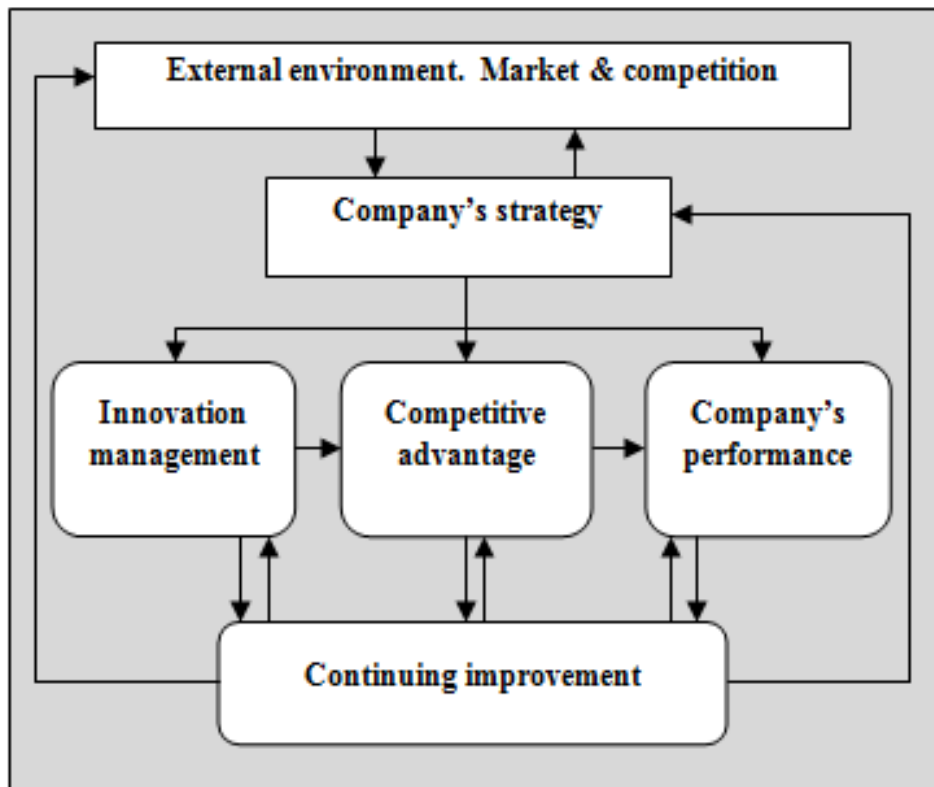 External environment.  Market & competition
Company’s strategy
Innovation
management
Competitive
advantage
Company’s
performance
Continuing improvement